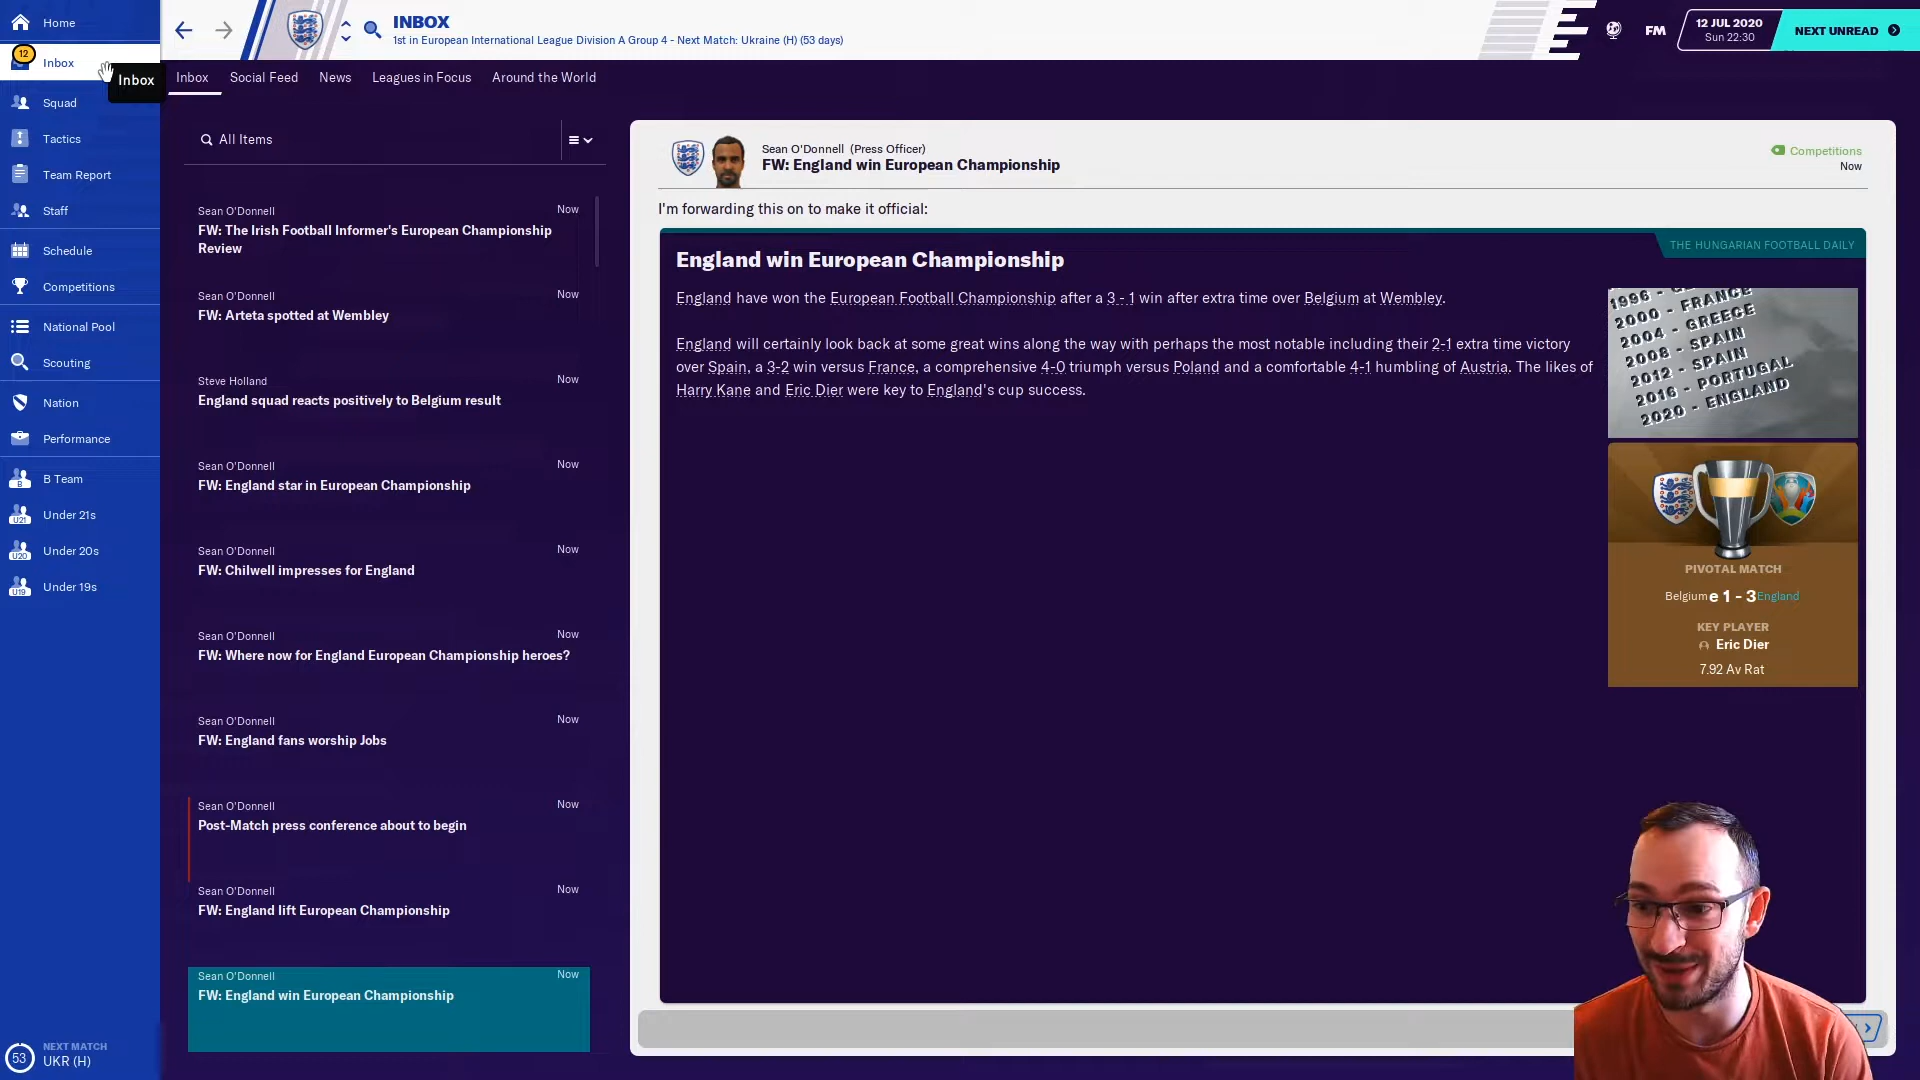 Home
12
Inbox
Inbox
Squad
Tactics
Team Report
Staff
Schedule
Competitions
National Pool
Scouting
Nation
Performance
B
B Team
U21
Under 21s
U20
Under 20s
U19
Under 19s
53
NEXT MATCH
UKR (H)
INBOX
1st in European International League Division A Group 4 - Next Match: Ukraine (H) (53 days)
FM
12 JUL 2020
Sun 22:30
NEXT UNREAD
Inbox
Social Feed
News
Leagues in Focus
Around the World
All Items
Sean O'Donnell
Now
FW: The Irish Football Informer's European Championship
Review
Sean O'Donnell
Now
FW: Arteta spotted at Wembley
Steve Holland
Now
England squad reacts positively to Belgium result
Sean O'Donnell
Now
FW: England star in European Championship
Sean O'Donnell
Now
FW: Chilwell impresses for England
Sean O'Donnell
Now
FW: Where now for England European Championship heroes?
Sean O'Donnell
Now
FW: England fans worship Jobs
Sean O'Donnell
Now
Post-Match press conference about to begin
Sean O'Donnell
Now
FW: England lift European Championship
Sean O'Donnell
Now
FW: England win European Championship
Sean O'Donnell (Press Officer)
FW: England win European Championship
Competitions
Now
I'm forwarding this on to make it official:
THE HUNGARIAN FOOTBALL DAILY
England win European Championship
England have won the European Football Championship after a 3 - 1 win after extra time over Belgium at Wembley.
England will certainly look back at some great wins along the way with perhaps the most notable including their 2-1 extra time victory
over Spain, a 3-2 win versus France, a comprehensive 4-0 triumph versus Poland and a comfortable 4-1 humbling of Austria. The likes of
Harry Kane and Eric Dier were key to England's cup success.
1996 - G
2000 - FRANCE
2004 - GREECE
2008 - SPAIN
2012 - SPAIN
2016 - PORTUGAL
2020 - ENGLAND
PIVOTAL MATCH
Belgium e 1 - 3 England
KEY PLAYER
Eric Dier
7.92 Av Rat